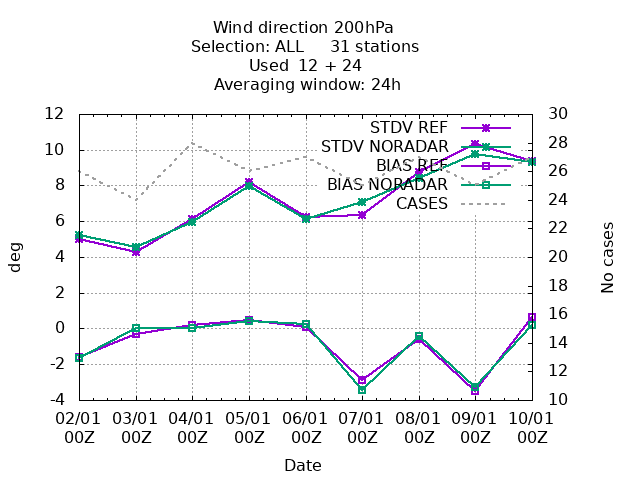 Wind direction 200hPa
Selection: ALL 31 stations
Used 12 + 24
Averaging window: 24h
12
10
8
6
4
2
0
-2
-4
30
28
26
24
22
20
18
16
14
12
10
STDV REF
STDV NORADAR
BIAS REF
BIAS NORADAR
CASES
deg
No cases
02/01 03/01 04/01 05/01 06/01 07/01 08/01 09/01 10/01
00Z 00Z 00Z 00Z 00Z 00Z 00Z 00Z 00Z
Date